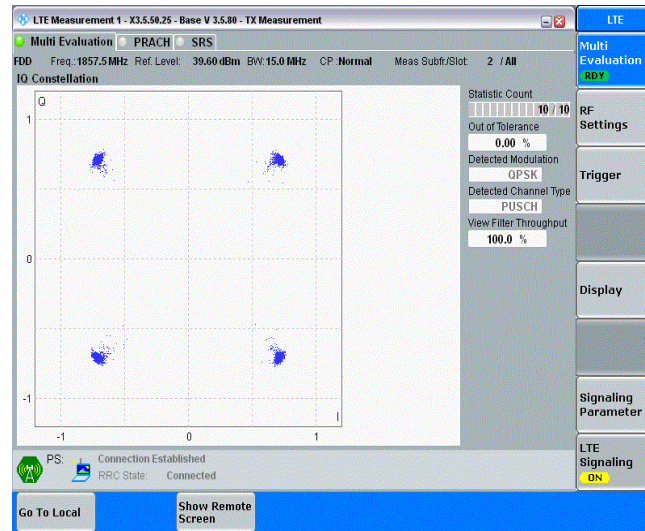 LTE Measurement 1 - X3.5.50.25 - Base V 3.5.80 - TX Measurement
LTE
Multi Evaluation PRACH SRS
Multi
Evaluation
RDY
FDD Freq.: 1857.5 MHz Ref. Level: 39.60 dBm BW: 15.0 MHz CP :Normal Meas Subfr/Slot: 2 / All
IQ Constellation
Q
1
0
-1
-1 0 1
I
Statistic Count
10 / 10
Out of Tolerance
0.00 %
Detected Modulation
QPSK
Detected Channel Type
PUSCH
View Filter Throughput
100.0 %
RF
Settings
Trigger
Display
Signaling
Parameter
LTE
Signaling
ON
PS: Connection Established
RRC State: Connected
Go To Local
Show Remote
Screen